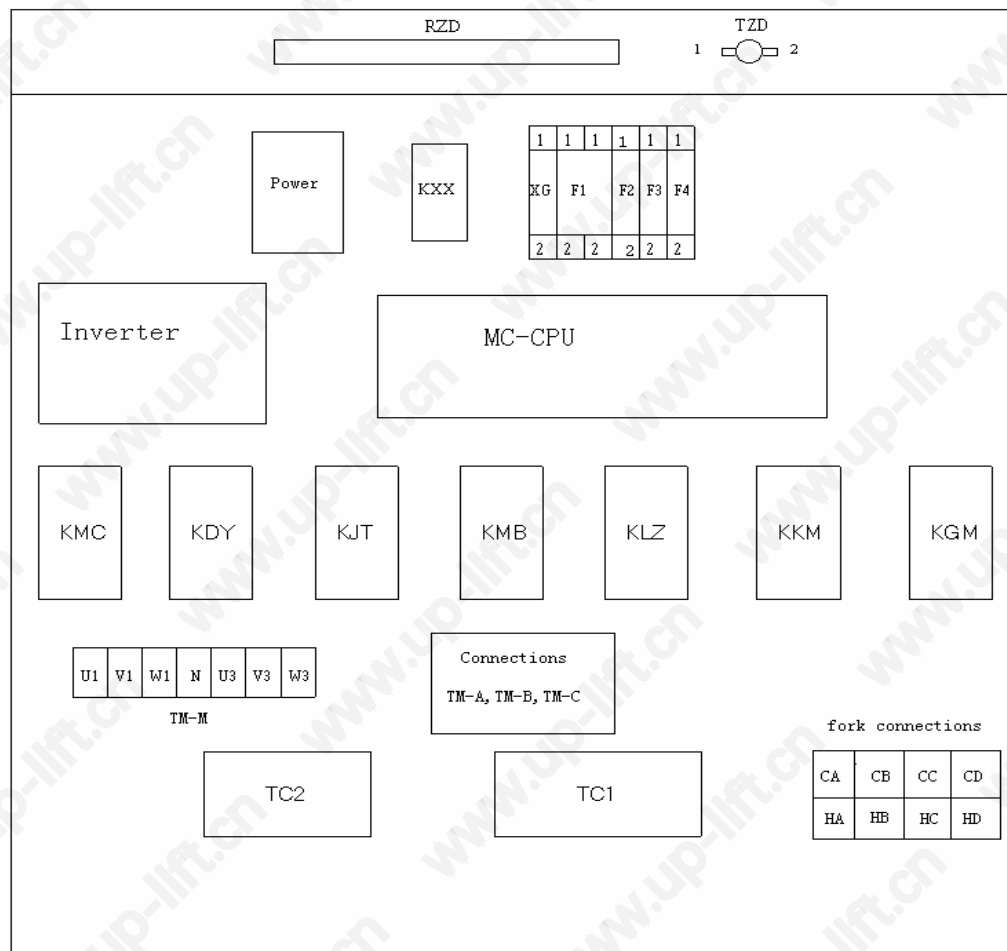 RZD
TZD
1 2
1 1 1 1 1 1
Power
KXX
XG F1 F2 F3 F4
2 2 2 2 2 2
Inverter
MC-CPU
KMC KDY KJT KMB KLZ KKM KGM
U1 V1 W1 N U3 V3 W3
TM-M
Connections
TM-A, TM-B, TM-C
fork connections
CA CB CC CD
HA HB HC HD
TC2
TC1
www.up-lift.cn